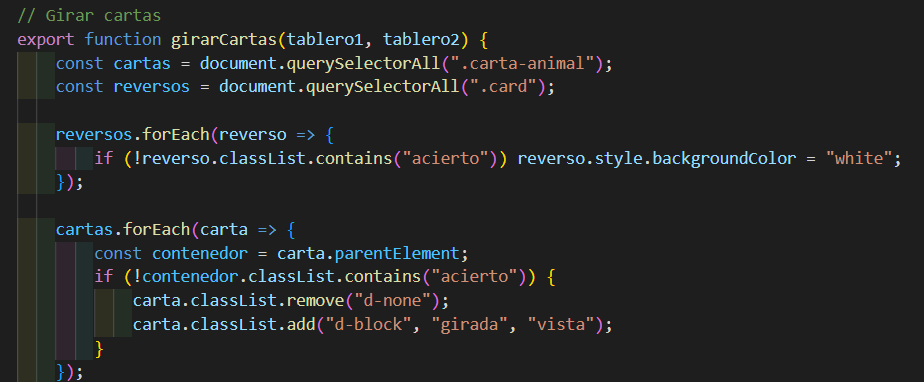 // Girar cartas
export function girarCartas(tablero1, tablero2) {
    const cartas = document.querySelectorAll(".carta-animal");
    const reversos = document.querySelectorAll(".card");

    reversos.forEach(reverso => {
        if (!reverso.classList.contains("acierto")) reverso.style.backgroundColor = "white";
    });

    cartas.forEach(carta => {
        const contenedor = carta.parentElement;
        if (!contenedor.classList.contains("acierto")) {
            carta.classList.remove("d-none");
            carta.classList.add("d-block", "girada", "vista");
        }
    });